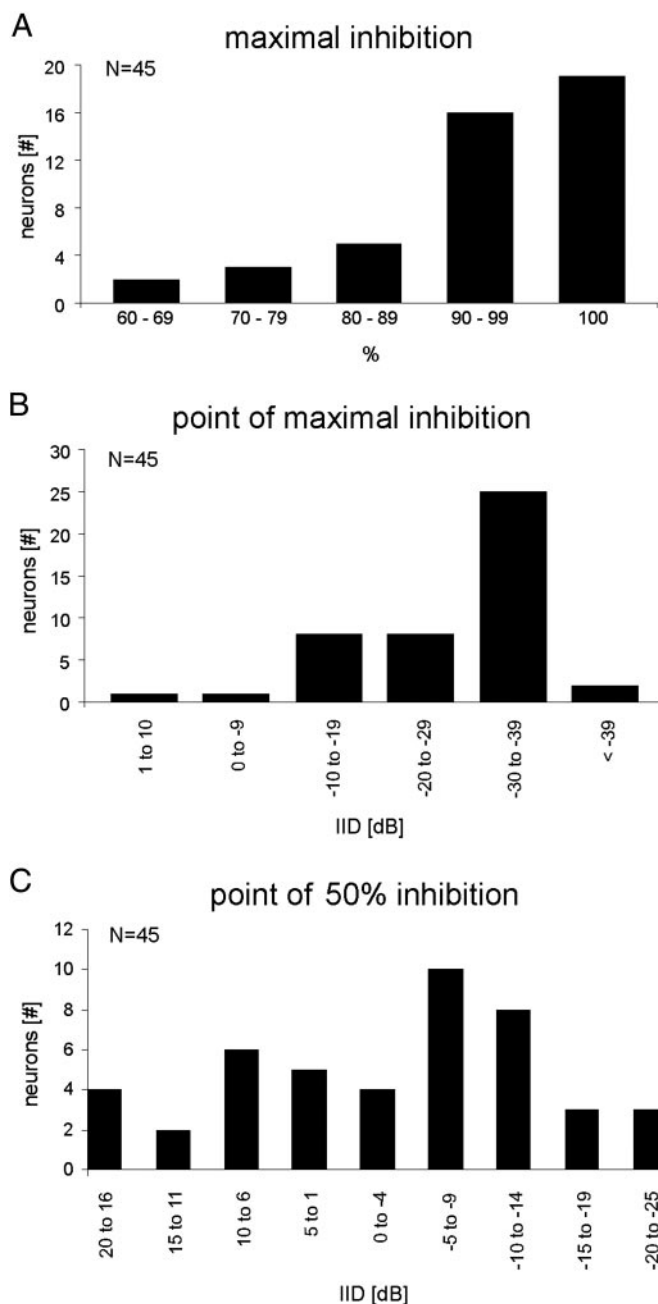 A
maximal inhibition
N=45
neurons [#]
20
16
12
8
4
0
60 - 69 70 - 79 80 - 89 90 - 99 100
%
B
point of maximal inhibition
N=45
neurons [#]
30
25
20
15
10
5
0
1 to 10 0 to -9 -10 to -19 -20 to -29 -30 to -39 < -39
IID [dB]
C
point of 50% inhibition
N=45
neurons [#]
12
10
8
6
4
2
0
20 to 16 15 to 11 10 to 6 5 to 1 0 to -4 -5 to -9 -10 to -14 -15 to -19 -20 to -25
IID [dB]